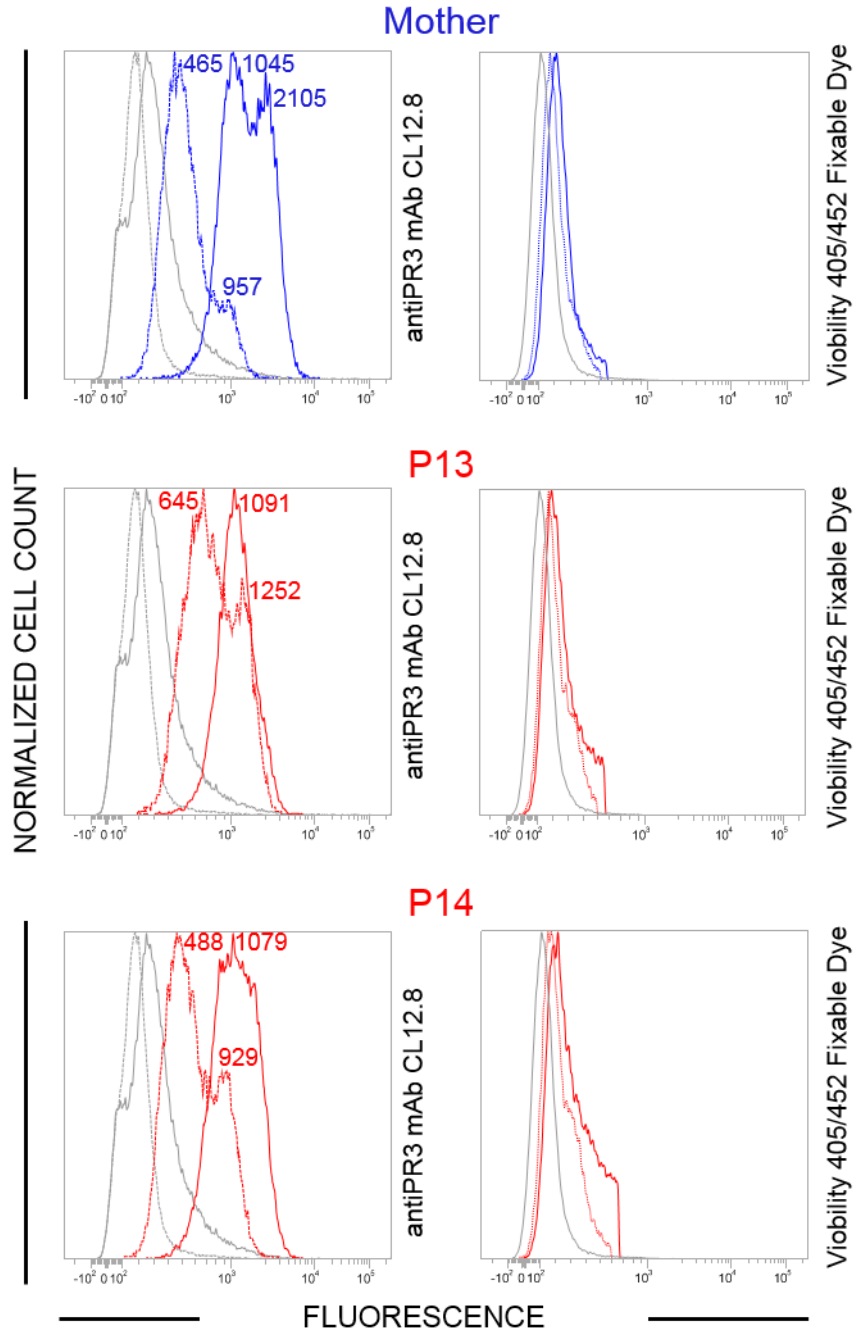 Mother
465 1045
2105
957
antiPR3 mAb CL12.8
Viobility 405/452 Fixable Dye
-10² 0 10² 10³ 10⁴ 10⁵
-10² 0 10² 10³ 10⁴ 10⁵
P13
NORMALIZED CELL COUNT
645 1091
1252
antiPR3 mAb CL12.8
Viobility 405/452 Fixable Dye
-10² 0 10² 10³ 10⁴ 10⁵
-10² 0 10² 10³ 10⁴ 10⁵
P14
488 1079
929
antiPR3 mAb CL12.8
Viobility 405/452 Fixable Dye
-10² 0 10² 10³ 10⁴ 10⁵
-10² 0 10² 10³ 10⁴ 10⁵
FLUORESCENCE